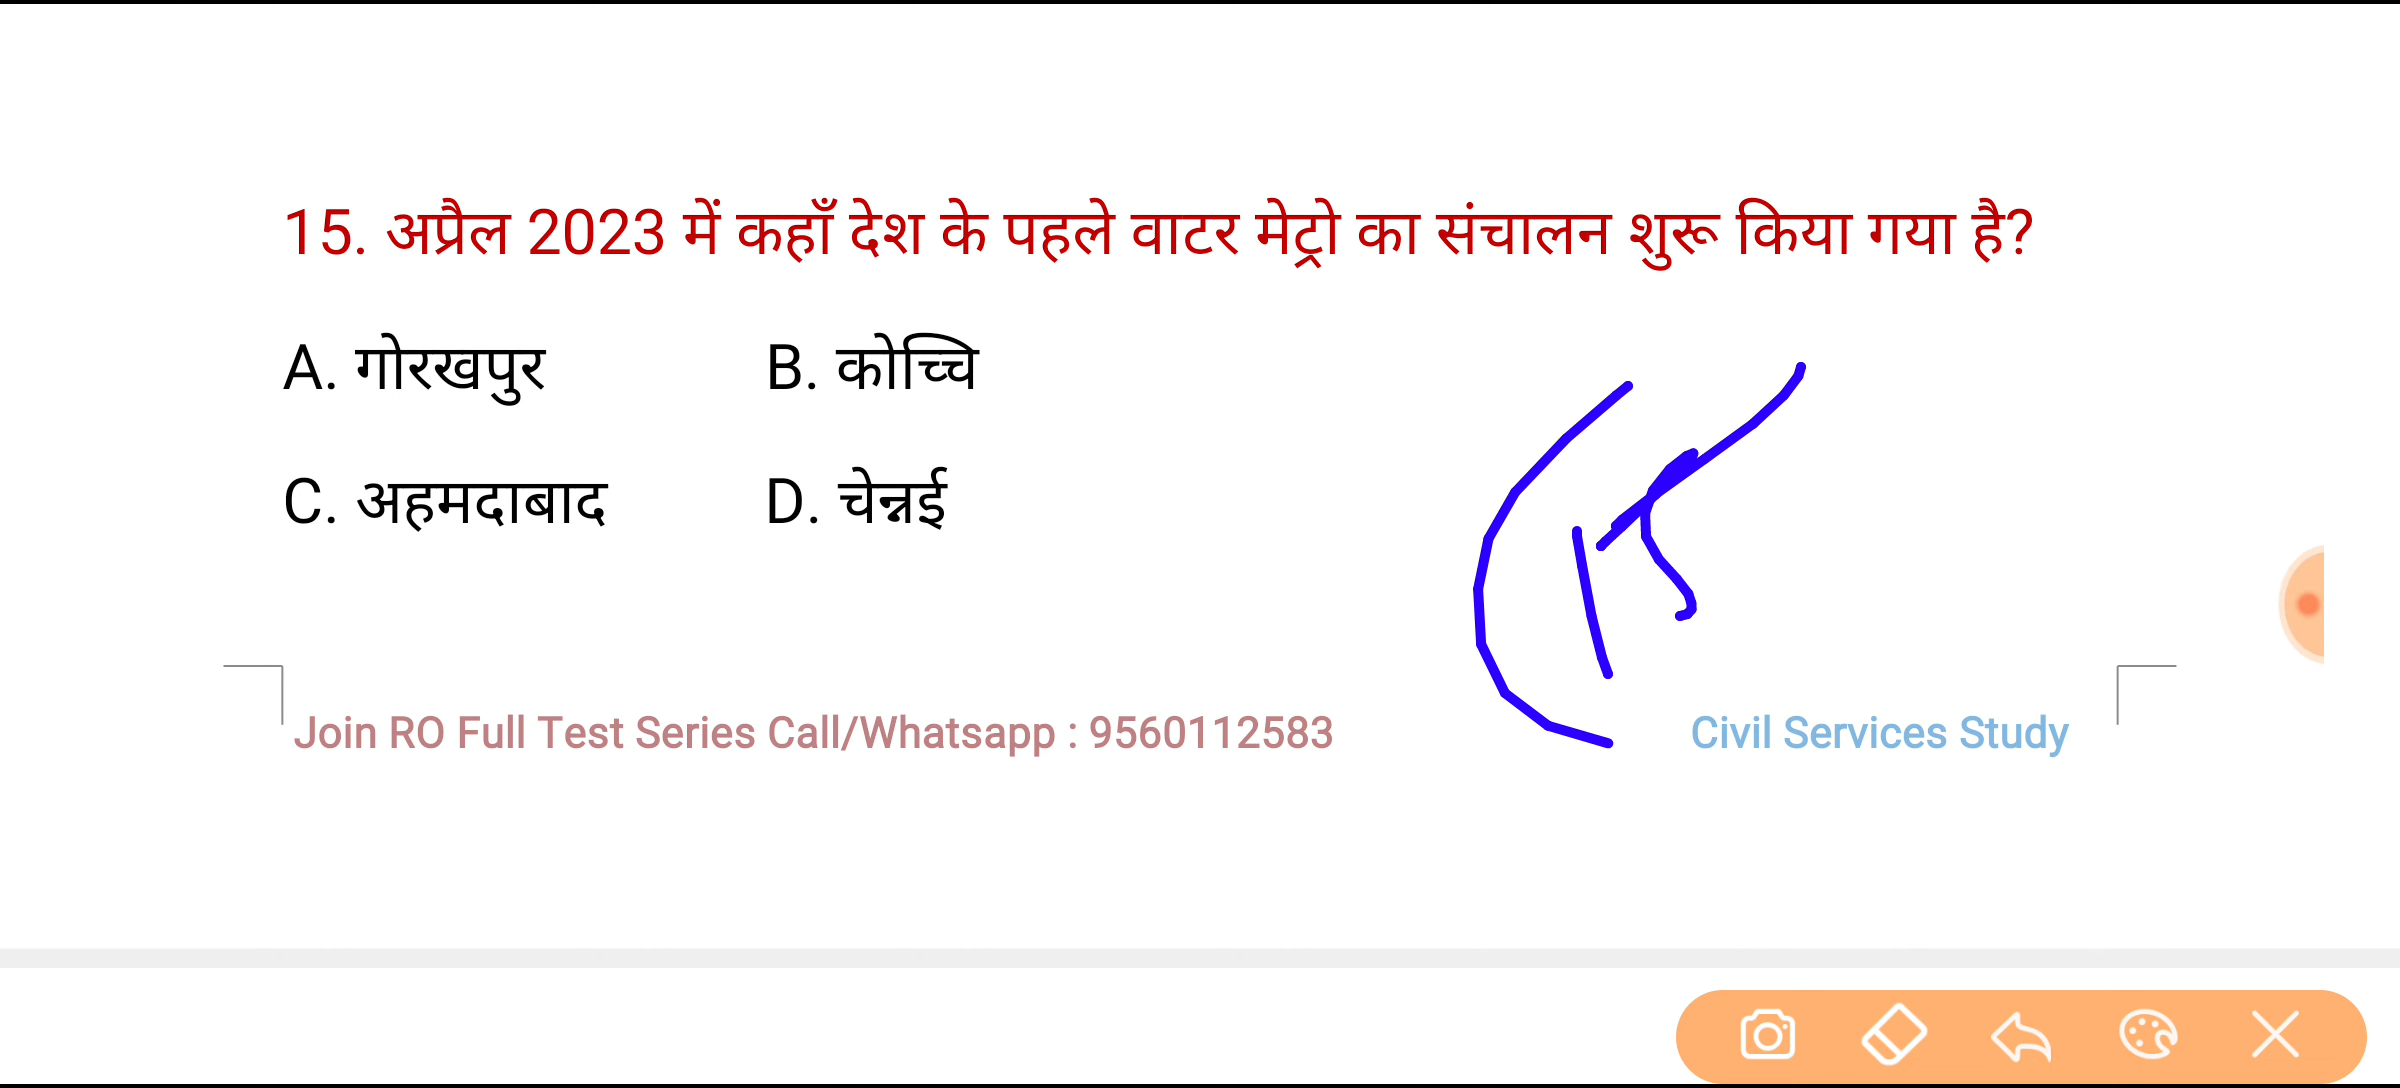 15. अप्रैल 2023 में कहाँ देश के पहले वाटर मेट्रो का संचालन शुरू किया गया है?
A. गोरखपुर B. कोच्चि
C. अहमदाबाद D. चेन्नई
Join RO Full Test Series Call/Whatsapp : 9560112583 Civil Services Study